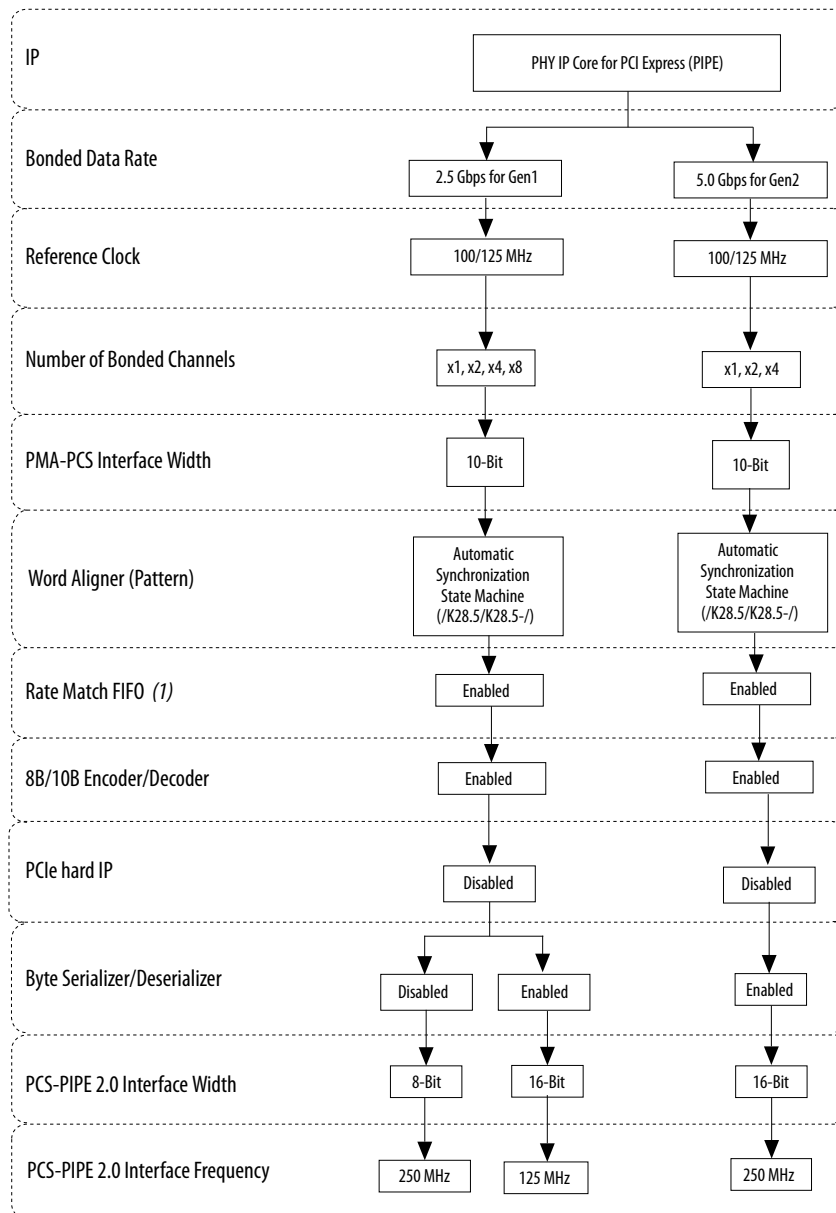 IP
PHY IP Core for PCI Express (PIPE)
Bonded Data Rate
2.5 Gbps for Gen1
5.0 Gbps for Gen2
Reference Clock
100/125 MHz
100/125 MHz
Number of Bonded Channels
x1, x2, x4, x8
x1, x2, x4
PMA-PCS Interface Width
10-Bit
10-Bit
Word Aligner (Pattern)
Automatic
Synchronization
State Machine
(/K28.5/K28.5-/)
Automatic
Synchronization
State Machine
(/K28.5/K28.5-/)
Rate Match FIFO (1)
Enabled
Enabled
8B/10B Encoder/Decoder
Enabled
Enabled
PCIe hard IP
Disabled
Disabled
Byte Serializer/Deserializer
Disabled
Enabled
Enabled
PCS-PIPE 2.0 Interface Width
8-Bit
16-Bit
16-Bit
PCS-PIPE 2.0 Interface Frequency
250 MHz
125 MHz
250 MHz